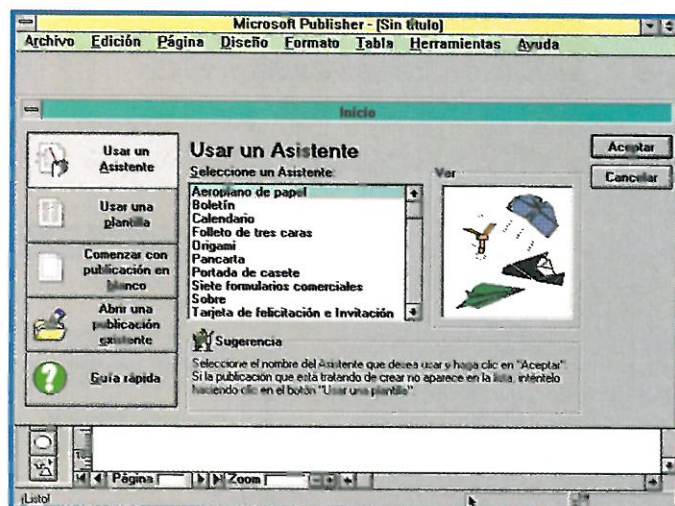 Microsoft Publisher - [Sin título]
Archivo Edición Página Diseño Formato Tabla Herramientas Ayuda
Inicio
Usar un
Asistente
Usar una
plantilla
Comenzar con
publicación en
blanco
Abrir una
publicación
existente
Guía rápida
Usar un Asistente
Seleccione un Asistente:
Aeroplano de papel
Boletín
Calendario
Folleto de tres caras
Origami
Pancarta
Portada de casete
Siete formularios comerciales
Sobre
Tarjeta de felicitación e Invitación
Ver
Aceptar
Cancelar
Sugerencia
Seleccione el nombre del Asistente que desea usar y haga clic en "Aceptar".
Si la publicación que está tratando de crear no aparece en la lista, inténtelo
haciendo clic en el botón "Usar una plantilla".
Página Zoom
¡Listo!